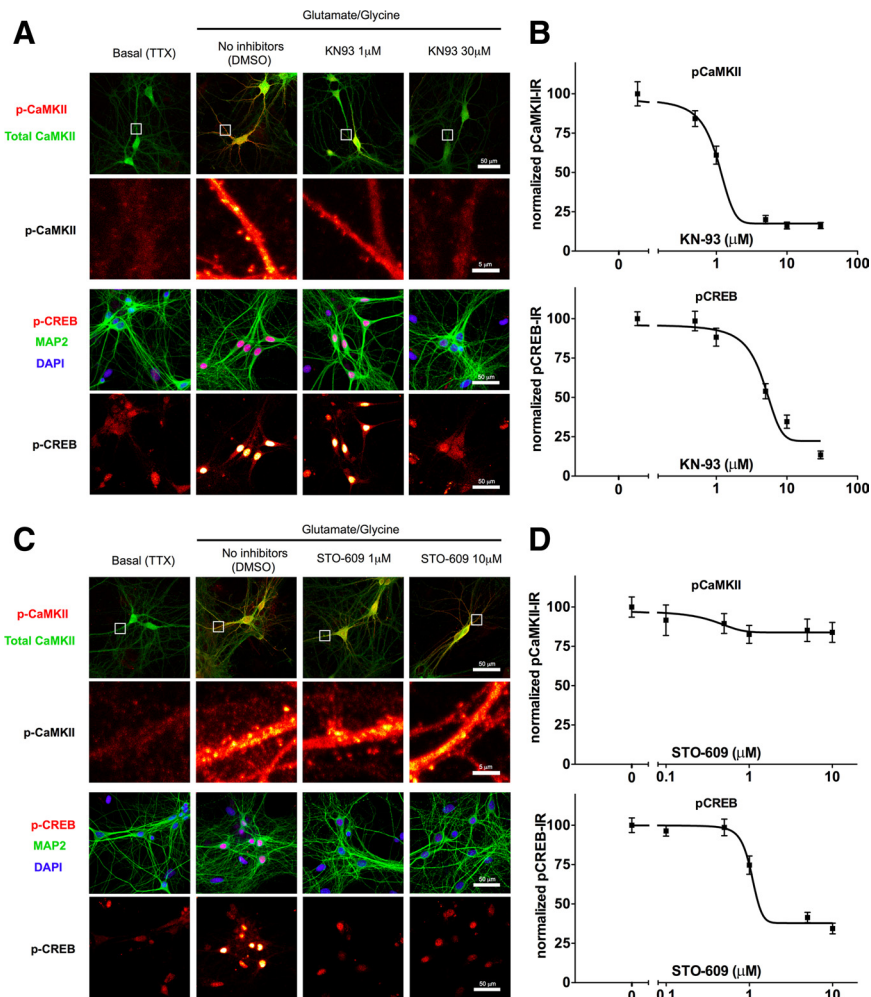 A
Glutamate/Glycine
Basal (TTX)
No inhibitors
(DMSO)
KN93 1μM
KN93 30μM
p-CaMKII
Total CaMKII
50 μm
p-CaMKII
5 μm
p-CREB
MAP2
DAPI
50 μm
p-CREB
50 μm
B
pCaMKII
normalized pCaMKII-IR
100
75
50
25
0
KN-93 (μM)
0
1
10
100
pCREB
normalized pCREB-IR
100
75
50
25
0
KN-93 (μM)
0
1
10
100
C
Glutamate/Glycine
Basal (TTX)
No inhibitors
(DMSO)
STO-609 1μM
STO-609 10μM
p-CaMKII
Total CaMKII
50 μm
p-CaMKII
5 μm
p-CREB
MAP2
DAPI
50 μm
p-CREB
50 μm
D
pCaMKII
normalized pCaMKII-IR
100
75
50
25
0
STO-609 (μM)
0
0.1
1
10
pCREB
normalized pCREB-IR
100
75
50
25
0
STO-609 (μM)
0
0.1
1
10